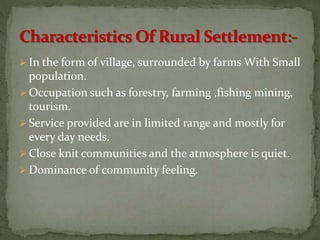 Characteristics Of Rural Settlement:-
➢ In the form of village, surrounded by farms With Small
population.
➢ Occupation such as forestry, farming ,fishing mining,
tourism.
➢ Service provided are in limited range and mostly for
every day needs.
➢ Close knit communities and the atmosphere is quiet.
➢ Dominance of community feeling.